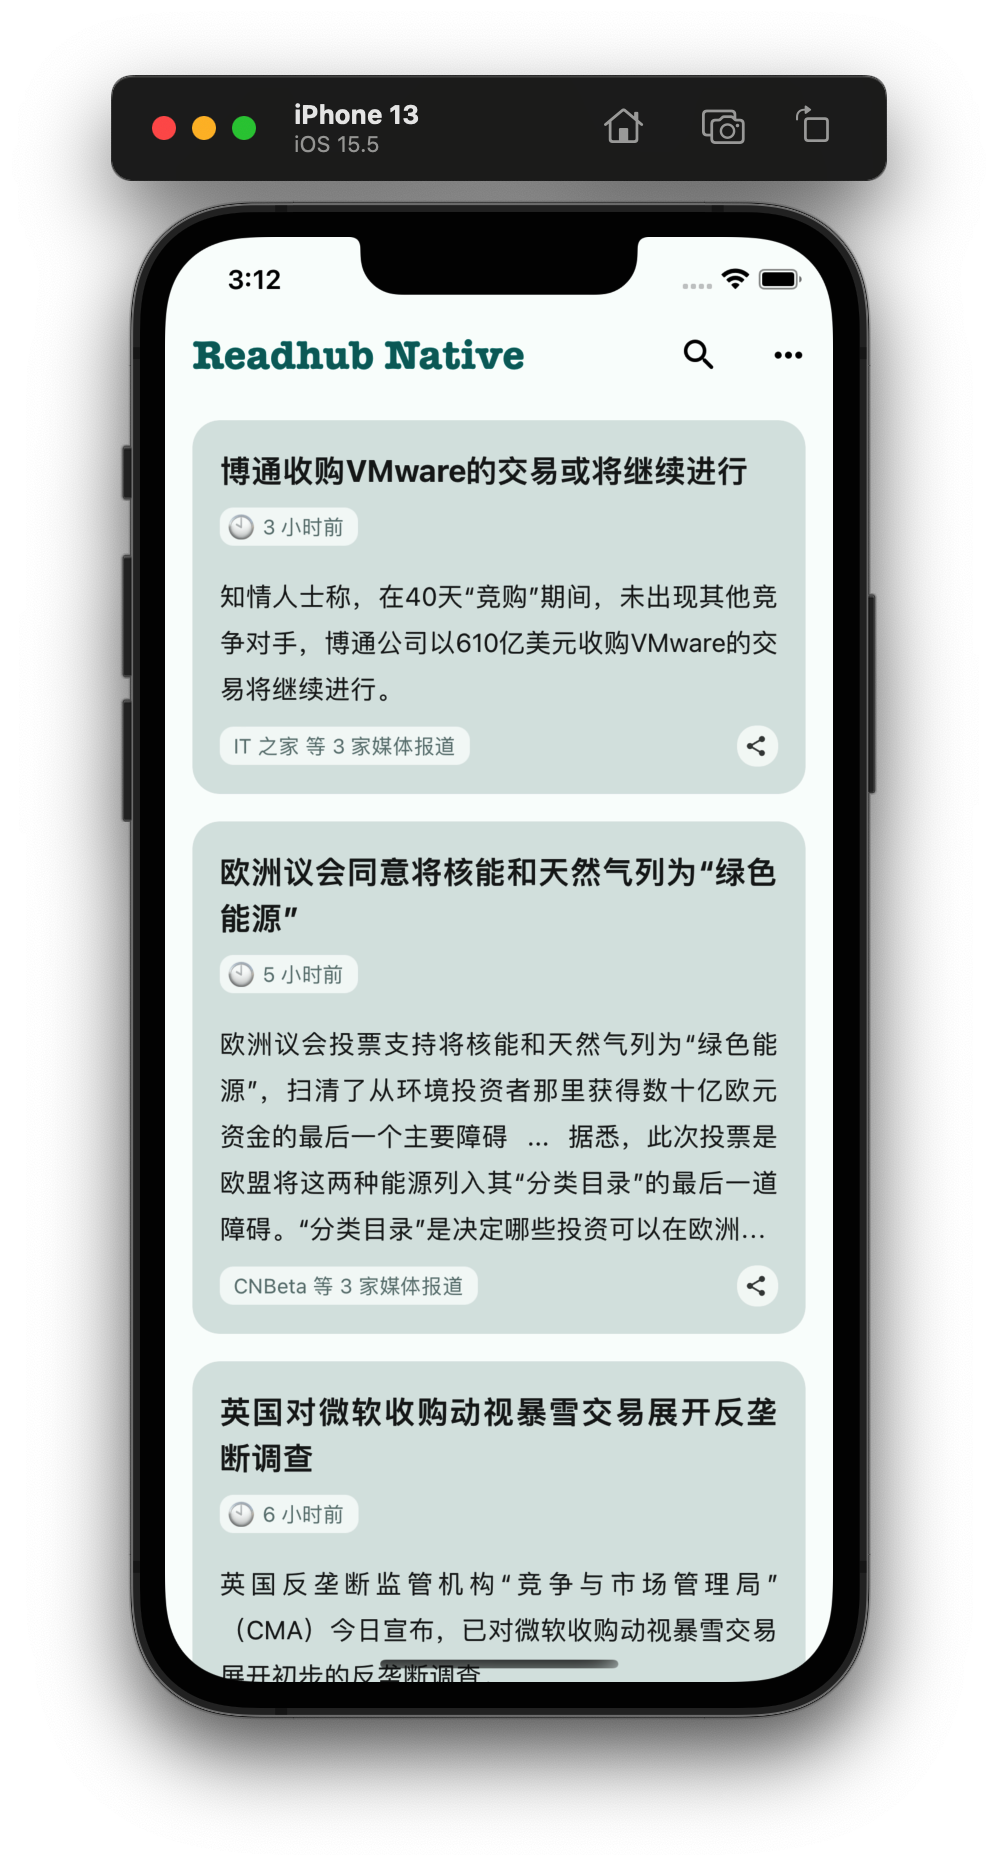 iPhone 13
iOS 15.5
3:12
Readhub Native
博通收购VMware的交易或将继续进行
3 小时前
知情人士称，在40天“竞购”期间，未出现其他竞
争对手，博通公司以610亿美元收购VMware的交
易将继续进行。
IT 之家 等 3 家媒体报道
欧洲议会同意将核能和天然气列为“绿色
能源”
5 小时前
欧洲议会投票支持将核能和天然气列为“绿色能
源”，扫清了从环境投资者那里获得数十亿欧元
资金的最后一个主要障碍 ... 据悉，此次投票是
欧盟将这两种能源列入其“分类目录”的最后一道
障碍。“分类目录”是决定哪些投资可以在欧洲...
CNBeta 等 3 家媒体报道
英国对微软收购动视暴雪交易展开反垄
断调查
6 小时前
英国反垄断监管机构“竞争与市场管理局”
（CMA）今日宣布，已对微软收购动视暴雪交易
展开初步的反垄断调查。